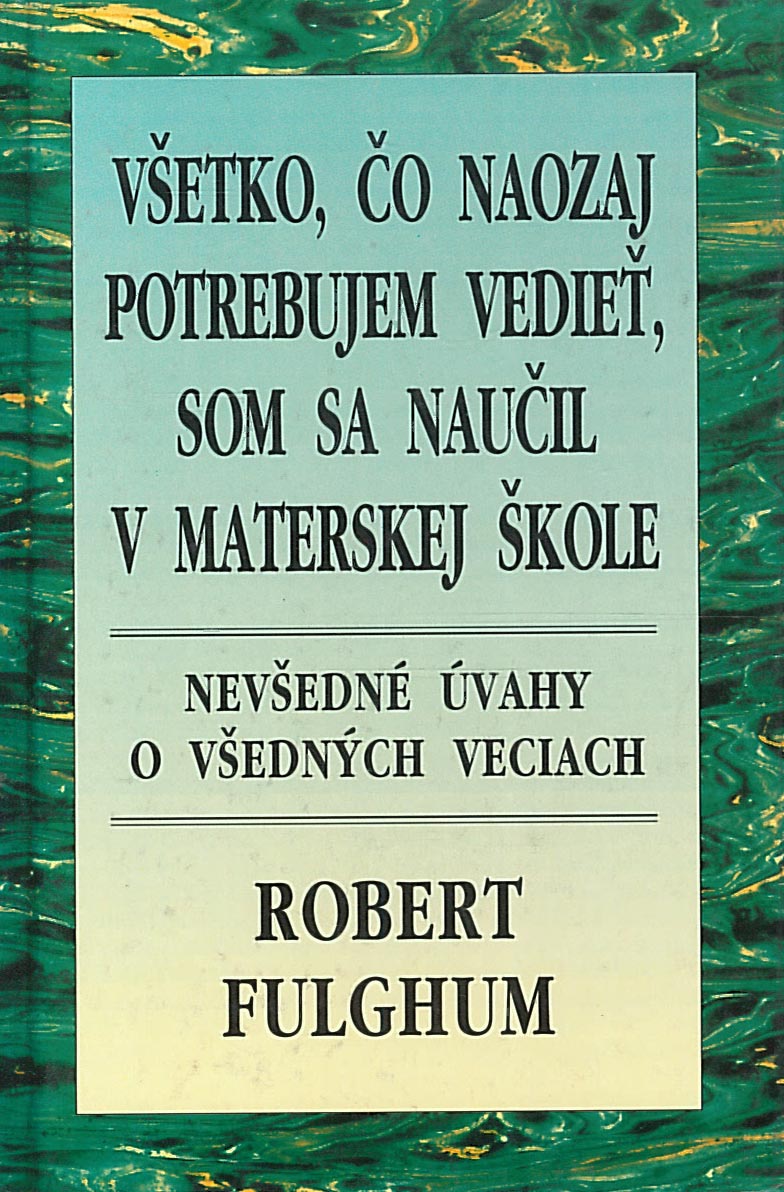 VŠETKO, ČO NAOZAJ
POTREBUJEM VEDIEŤ,
SOM SA NAUČIL
V MATERSKEJ ŠKOLE
NEVŠEDNÉ ÚVAHY
O VŠEDNÝCH VECIACH
ROBERT
FULGHUM